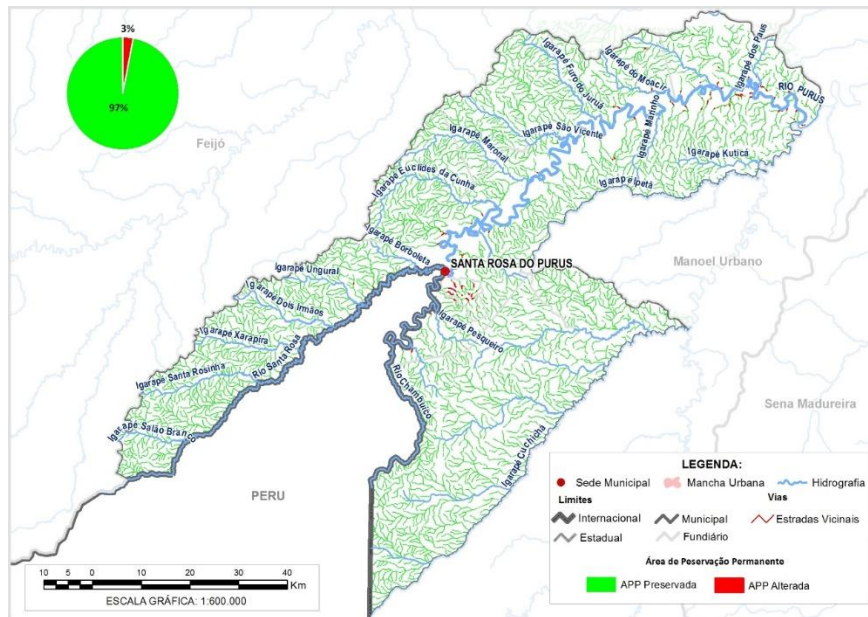 3%
97%
Feijó
Igarapé Furo do Juruá
Igarapé do Moacir
Igarapé dos Paus
RIO PURUS
Igarapé Marinho
Igarapé São Vicente
Igarapé Maronal
Igarapé Kuticá
Igarapé Euclides da Cunha
Igarapé Ipetá
Igarapé Borboleta
SANTA ROSA DO PURUS
Manoel Urbano
Igarapé Ungural
Igarapé Dois Irmãos
Igarapé Pesqueiro
Igarapé Xarapira
Rio Santa Rosa
Igarapé Santa Rosinha
Rio Chambuico
Sena Madureira
Igarapé Salão Branco
Igarapé Cuchichá
PERU
LEGENDA:
Sede Municipal Mancha Urbana Hidrografia
Limites Vias
Internacional Municipal Estradas Vicinais
Estadual Fundiário
Área de Peservação Permanente
APP Preservada APP Alterada
10 5 0 10 20 30 40
Km
ESCALA GRÁFICA: 1:600.000